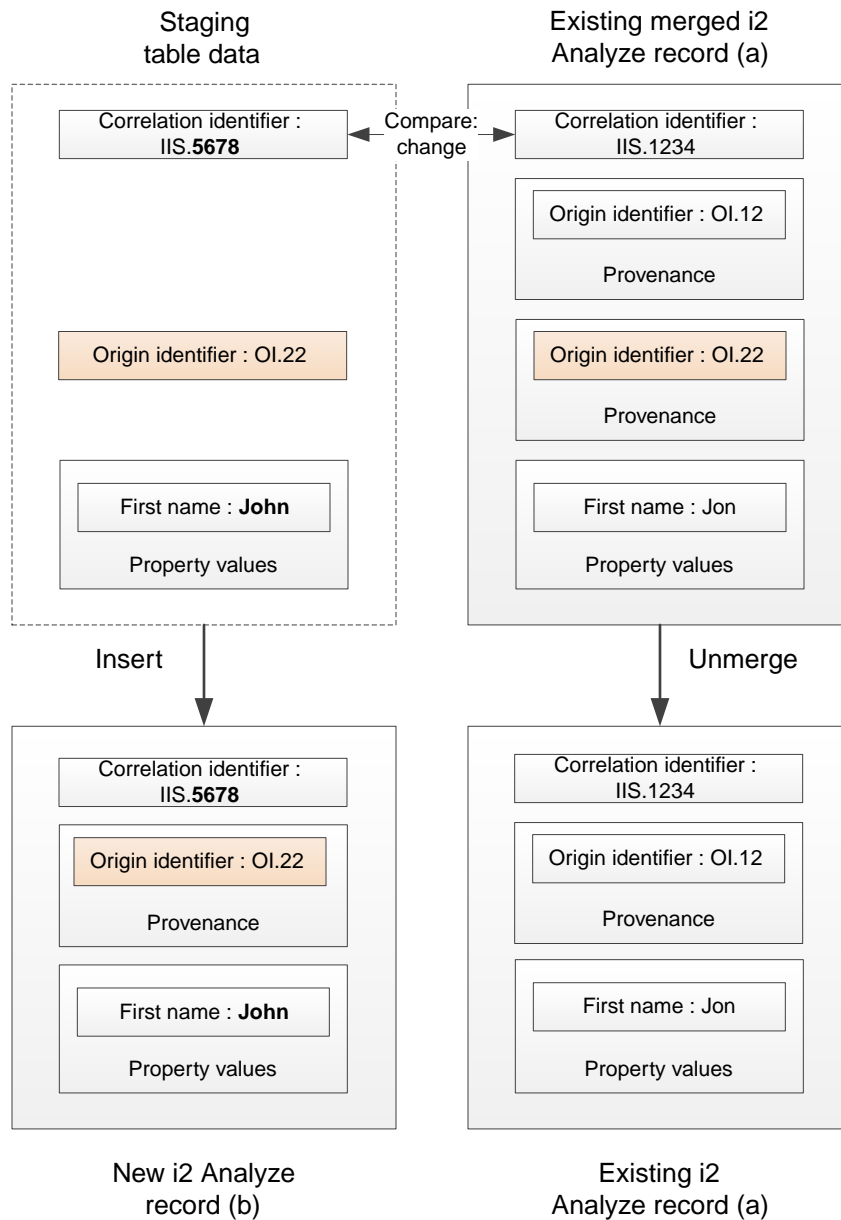 Staging
table data
Correlation identifier :
IIS.5678
Origin identifier : OI.22
First name : John
Property values
Compare:
change
Existing merged i2
Analyze record (a)
Correlation identifier :
IIS.1234
Origin identifier : OI.12
Provenance
Origin identifier : OI.22
Provenance
First name : Jon
Property values
Insert
Unmerge
Correlation identifier :
IIS.5678
Origin identifier : OI.22
Provenance
First name : John
Property values
New i2 Analyze
record (b)
Correlation identifier :
IIS.1234
Origin identifier : OI.12
Provenance
First name : Jon
Property values
Existing i2
Analyze record (a)